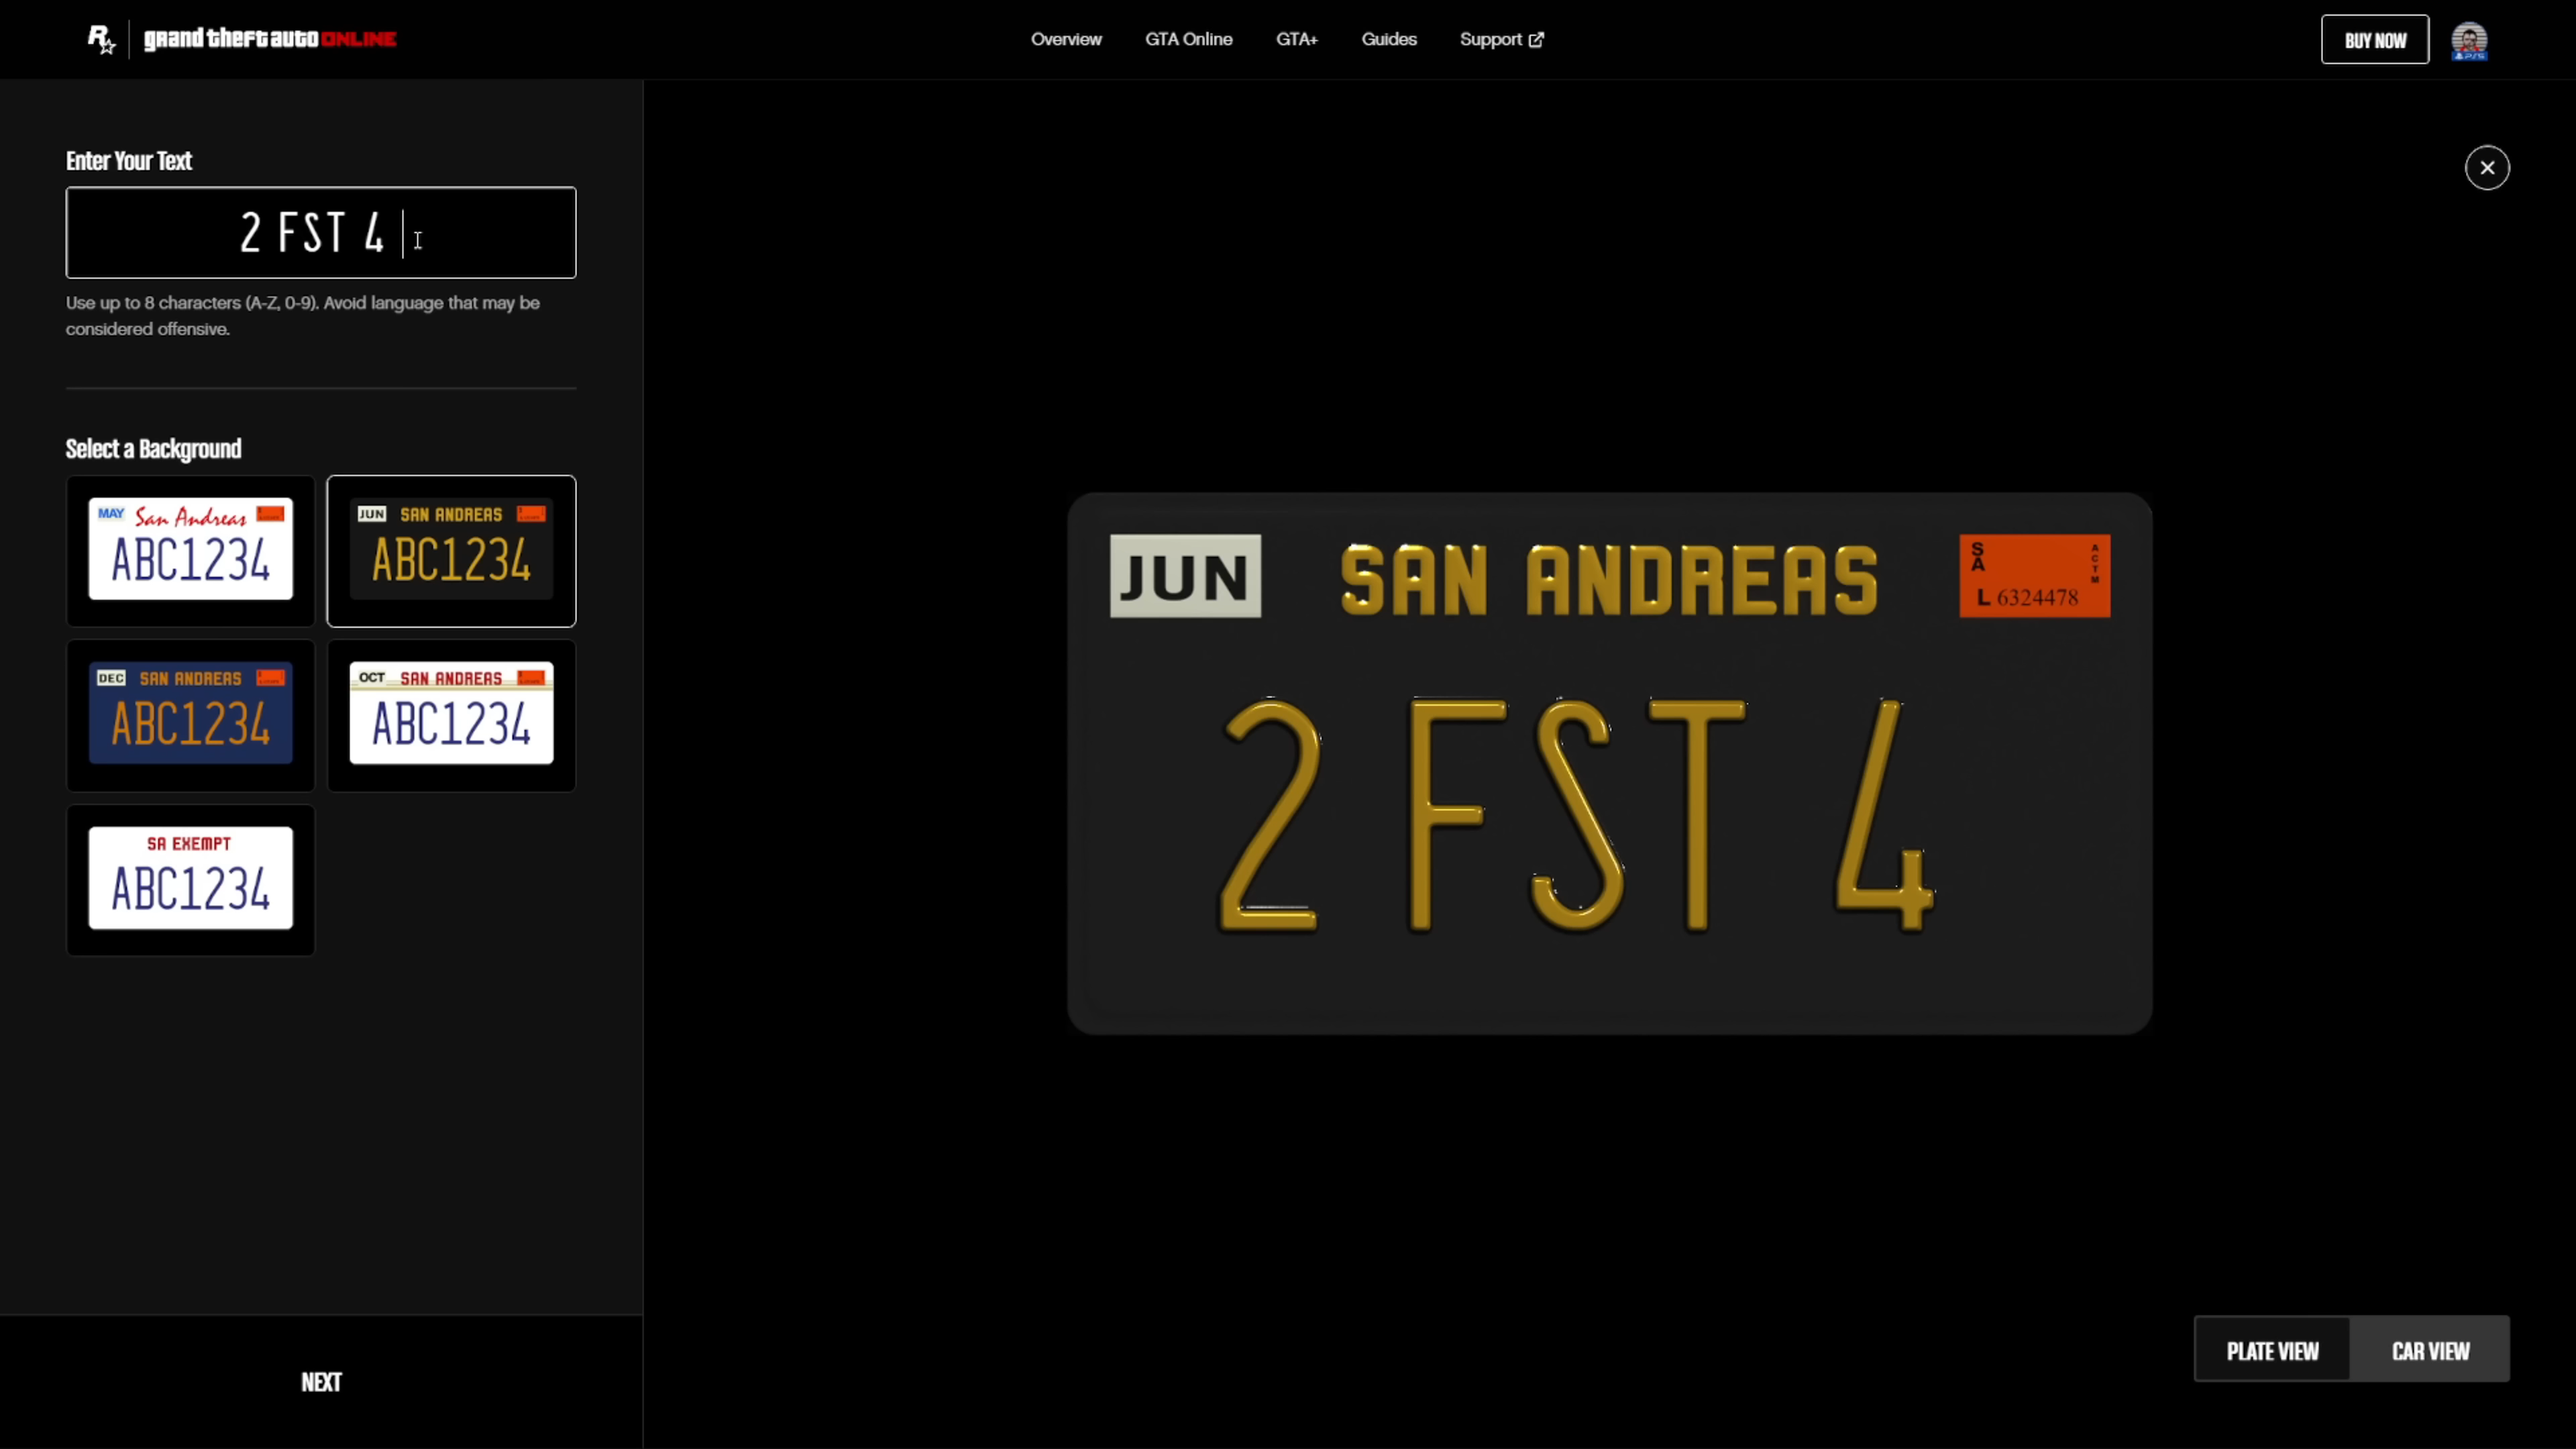 R grand theft auto ONLINE
Overview GTA Online GTA+ Guides Support
BUY NOW
PS5
Enter Your Text
2 FST 4
Use up to 8 characters (A-Z, 0-9). Avoid language that may be
considered offensive.
Select a Background
MAY San Andreas
ABC1234
JUN SAN ANDREAS
ABC1234
DEC SAN ANDREAS
ABC1234
OCT SAN ANDREAS
ABC1234
SA EXEMPT
ABC1234
NEXT
JUN SAN ANDREAS
SA ACTM
L 6324478
2 FST 4
PLATE VIEW CAR VIEW